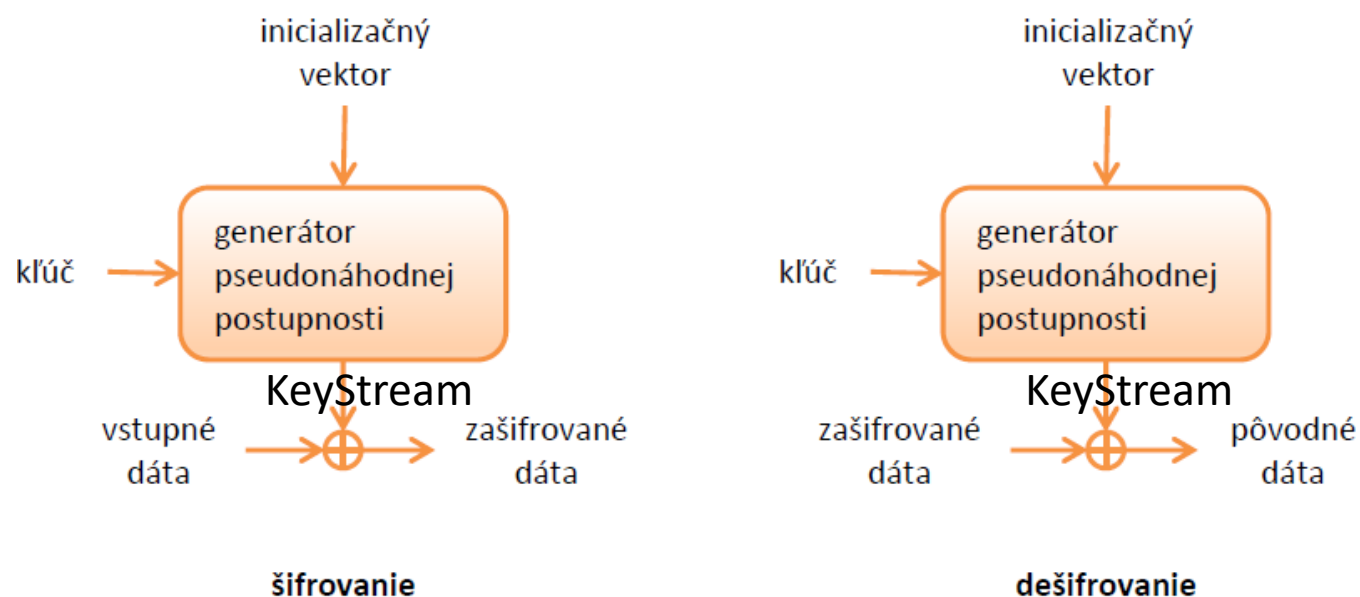 inicializačný
vektor
kľúč
generátor
pseudonáhodnej
postupnosti
KeyStream
vstupné
dáta
zašifrované
dáta
šifrovanie
inicializačný
vektor
kľúč
generátor
pseudonáhodnej
postupnosti
KeyStream
zašifrované
dáta
pôvodné
dáta
dešifrovanie